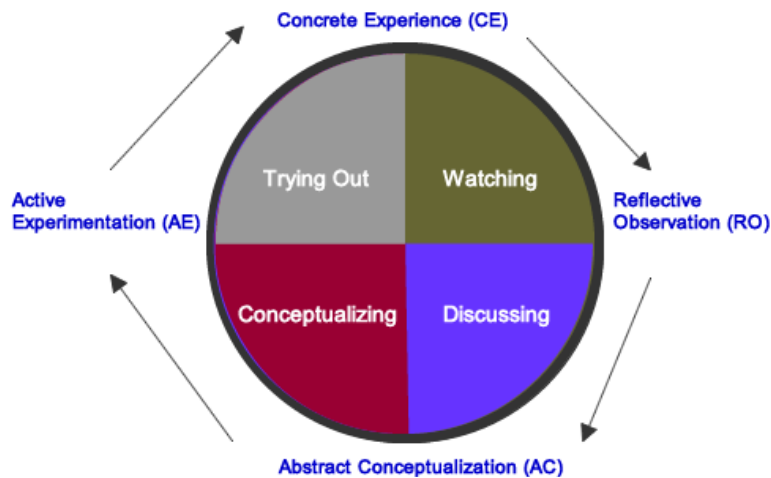 Concrete Experience (CE)
Trying Out
Watching
Active
Experimentation (AE)
Reflective
Observation (RO)
Conceptualizing
Discussing
Abstract Conceptualization (AC)